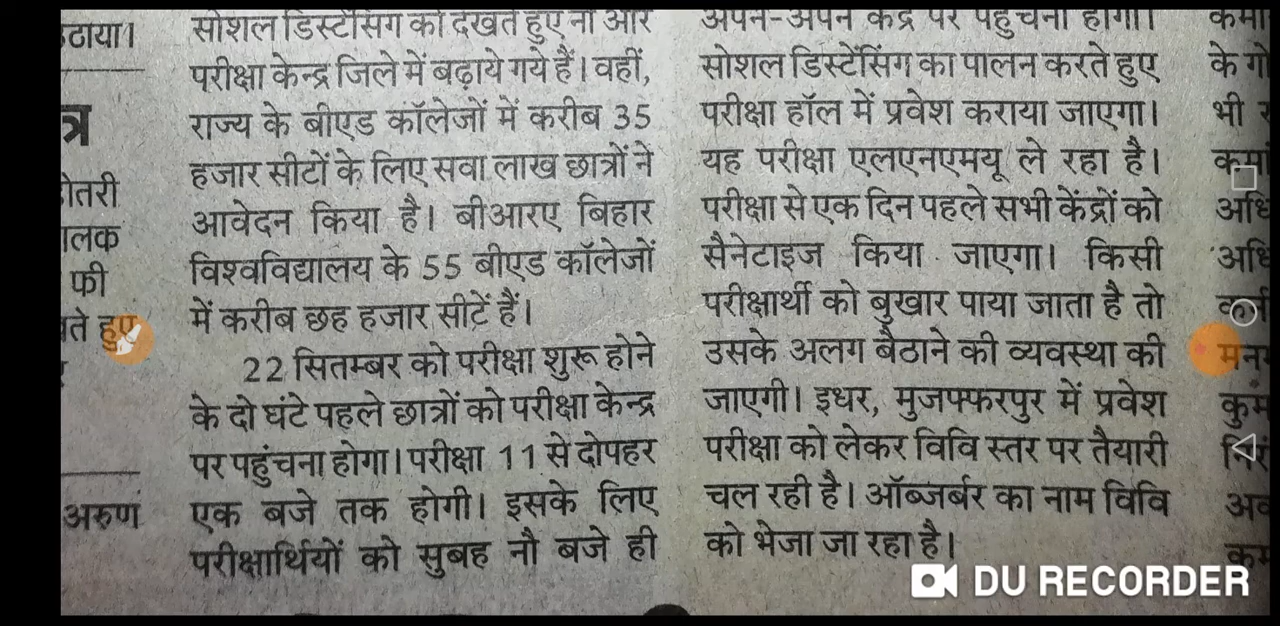 ठाया।
त्र
ोतरी
ालक
फी
ते हुए
अरुण
सोशल डिस्टेंसिंग को देखते हुए नौ और
परीक्षा केन्द्र जिले में बढ़ाये गये हैं। वहीं,
राज्य के बीएड कॉलेजों में करीब 35
हजार सीटों के लिए सवा लाख छात्रों ने
आवेदन किया है। बीआरए बिहार
विश्वविद्यालय के 55 बीएड कॉलेजों
में करीब छह हजार सीटें हैं।
22 सितम्बर को परीक्षा शुरू होने
के दो घंटे पहले छात्रों को परीक्षा केन्द्र
पर पहुंचना होगा। परीक्षा 11 से दोपहर
एक बजे तक होगी। इसके लिए
परीक्षार्थियों को सुबह नौ बजे ही
अपने-अपने केंद्र पर पहुंचना होगा।
सोशल डिस्टेंसिंग का पालन करते हुए
परीक्षा हॉल में प्रवेश कराया जाएगा।
यह परीक्षा एलएनएमयू ले रहा है।
परीक्षा से एक दिन पहले सभी केंद्रों को
सैनेटाइज किया जाएगा। किसी
परीक्षार्थी को बुखार पाया जाता है तो
उसके अलग बैठाने की व्यवस्था की
जाएगी। इधर, मुजफ्फरपुर में प्रवेश
परीक्षा को लेकर विवि स्तर पर तैयारी
चल रही है। ऑब्जर्बर का नाम विवि
को भेजा जा रहा है।
के गो
भी
DU RECORDER